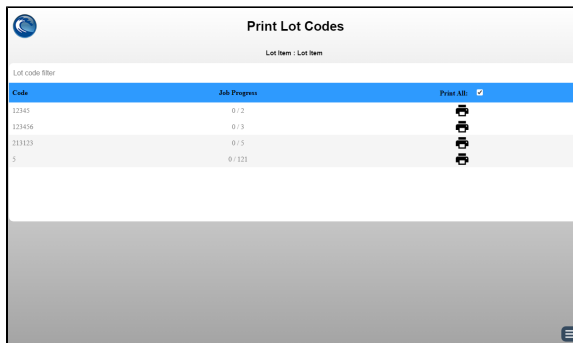 Print Lot Codes
Lot Item : Lot Item
Lot code filter
Code Job Progress Print All:
12345 0 / 2
123456 0 / 3
213123 0 / 5
5 0 / 121